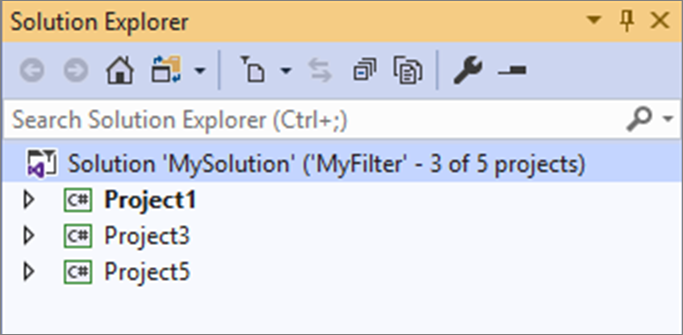 Solution Explorer
Search Solution Explorer (Ctrl+;)
Solution 'MySolution' ('MyFilter' - 3 of 5 projects)
C# Project1
C# Project3
C# Project5